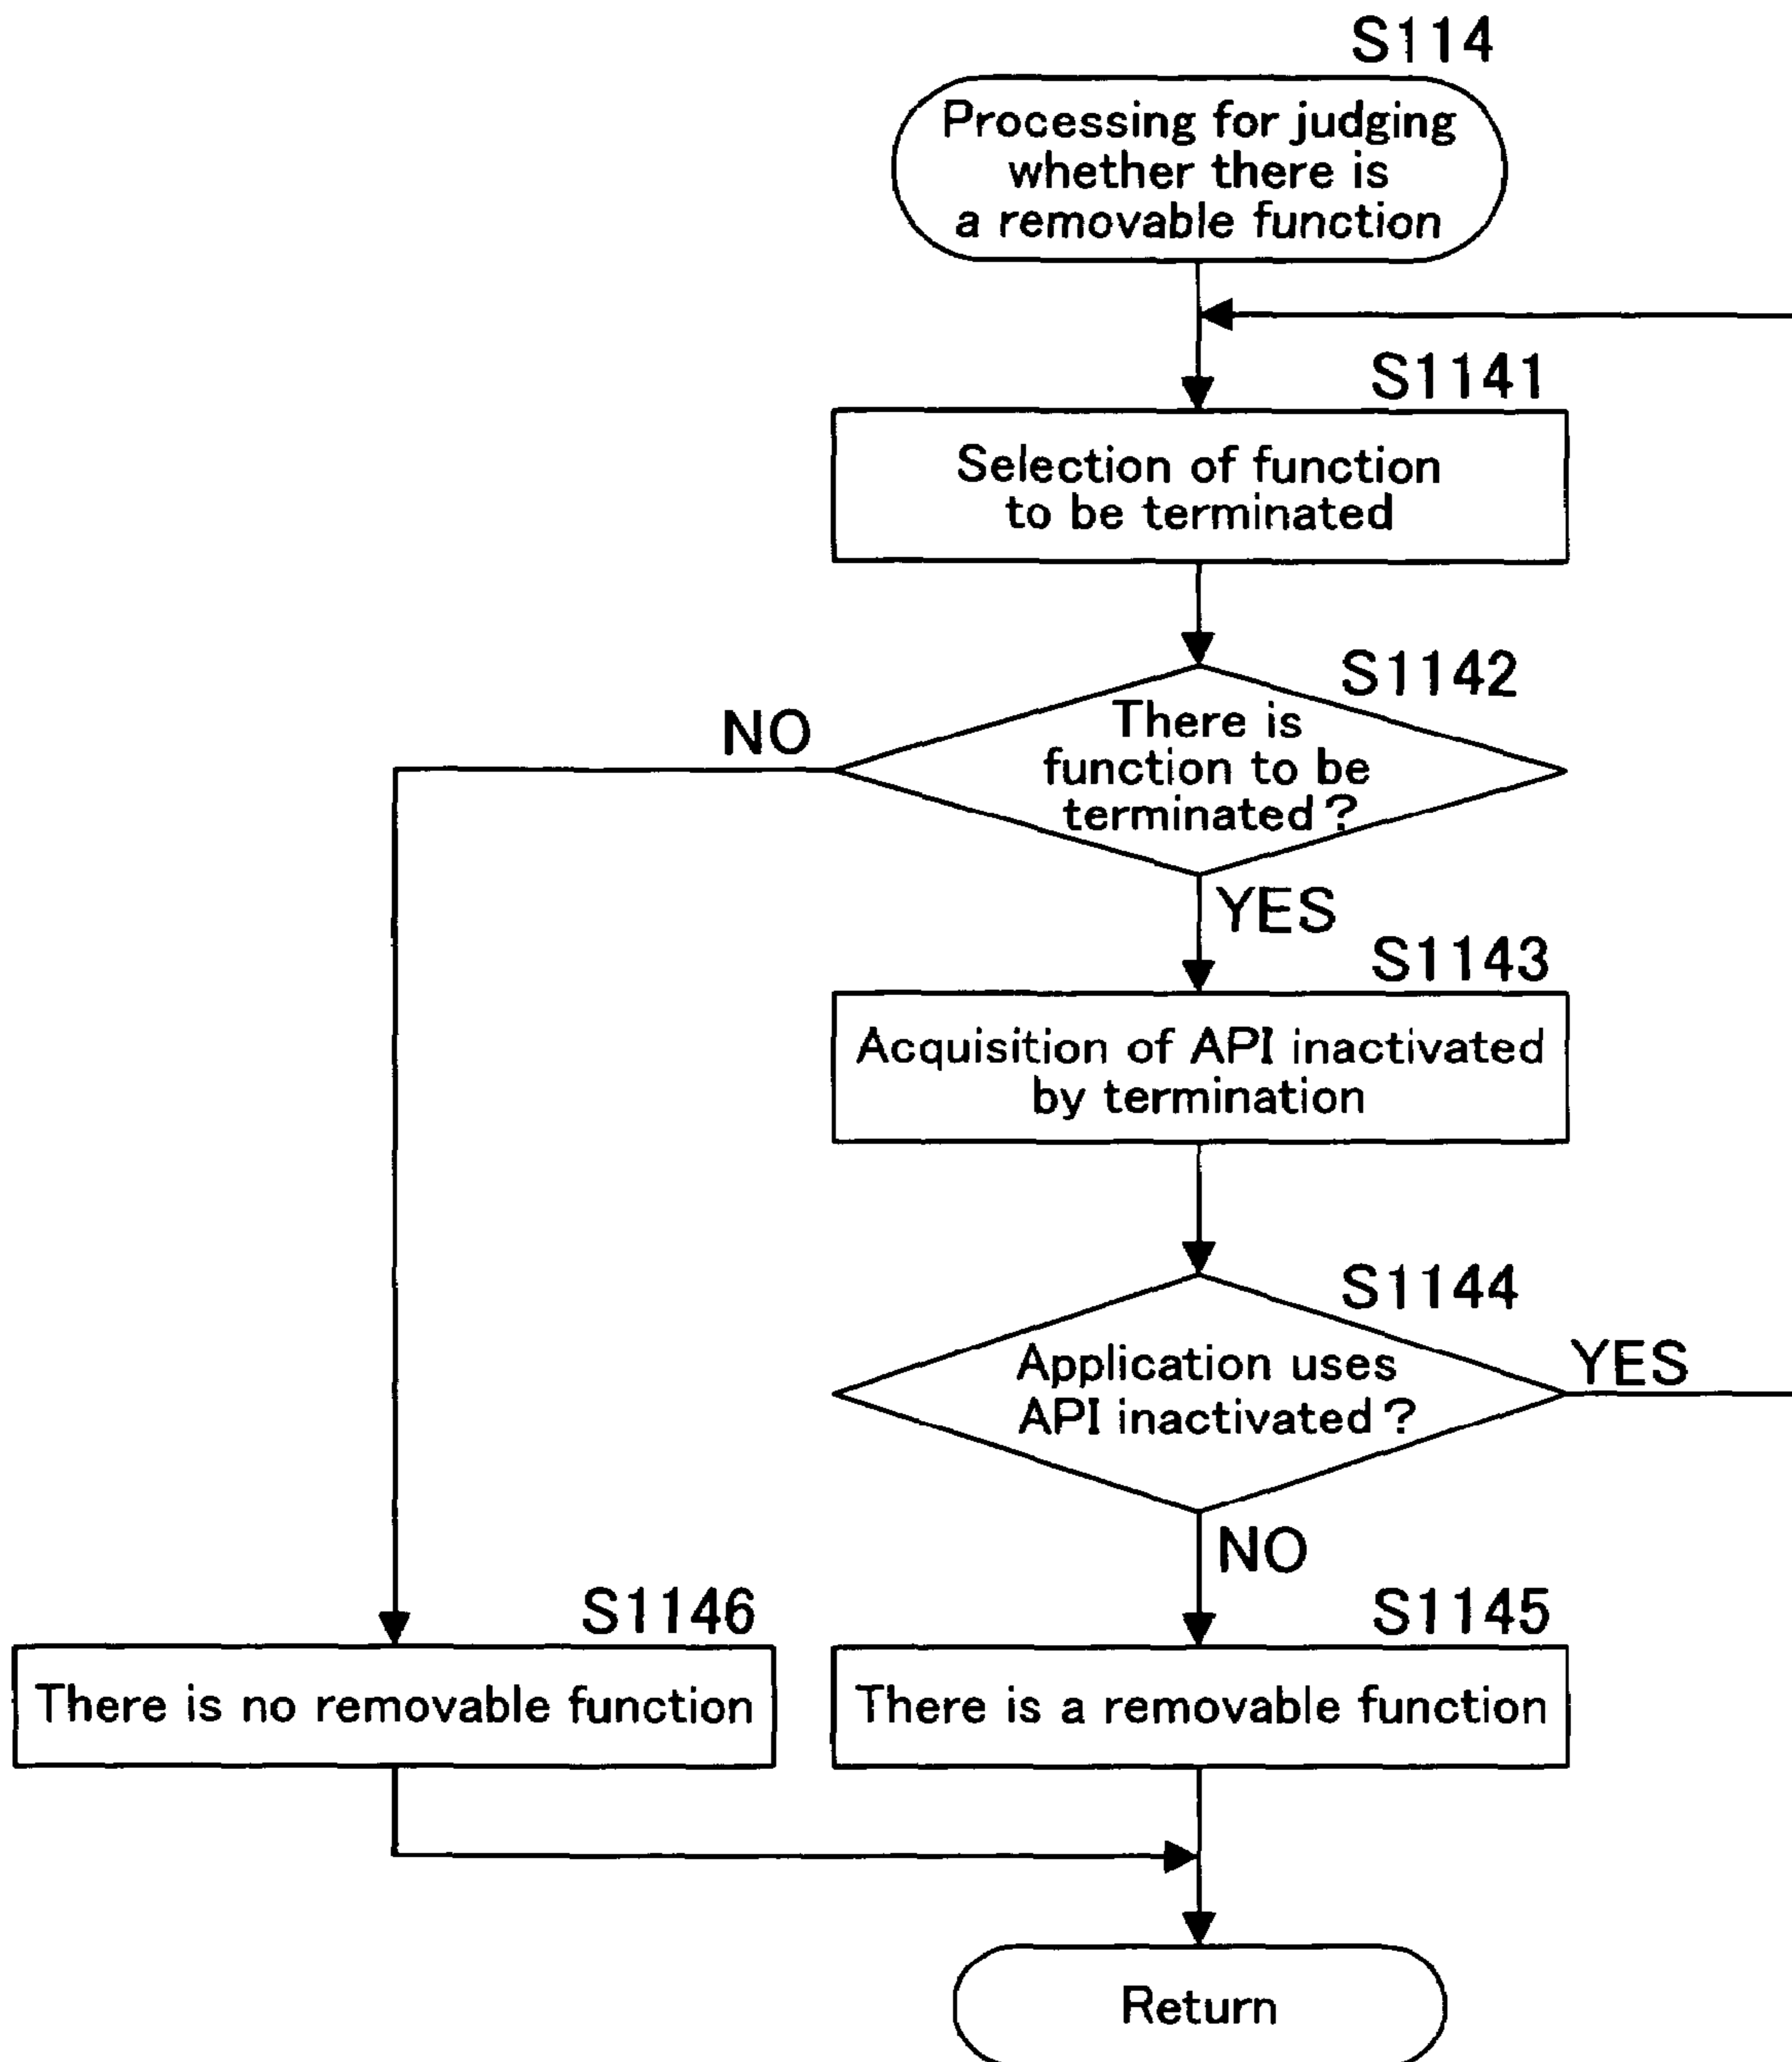 S114
Processing for judging
whether there is
a removable function
S1141
Selection of function
to be terminated
S1142
There is
function to be
terminated?
NO
YES
S1143
Acquisition of API inactivated
by termination
S1144
Application uses
API inactivated?
YES
NO
S1146
There is no removable function
S1145
There is a removable function
Return